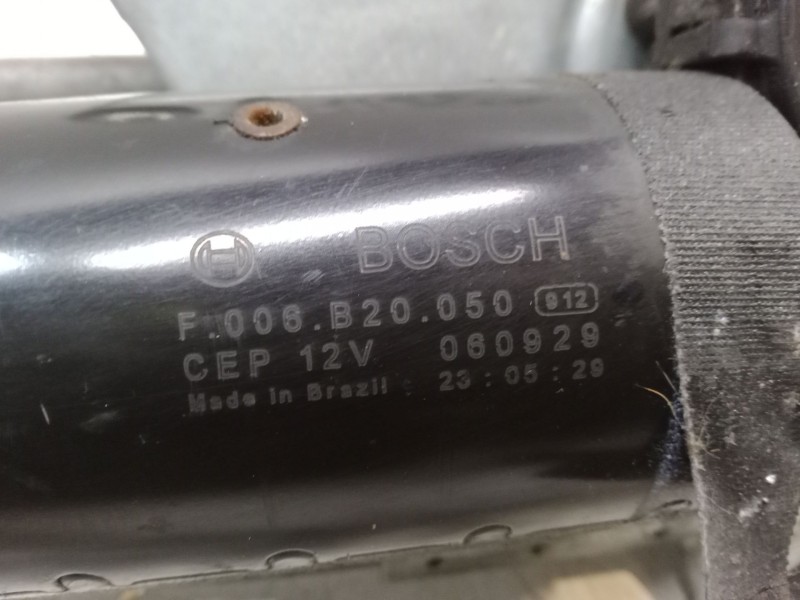 BOSCH
F.006.B20.050 912
CEP 12V 060929
Made in Brazil : 23:05:29